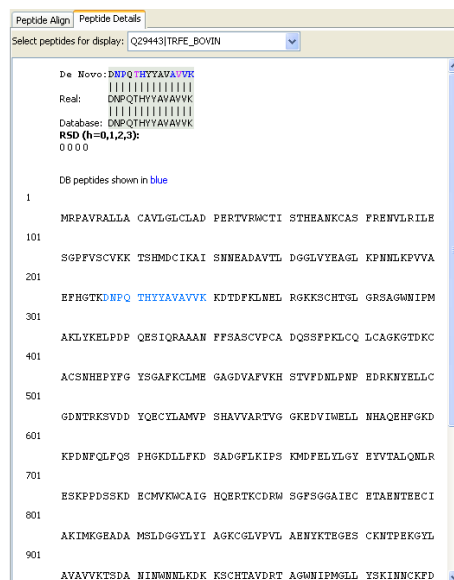 Peptide Align Peptide Details
Select peptides for display: Q29443|TRFE_BOVIN
De Novo: DNPQTHYYAVAVVK
Real: DNPQTHYYAVAVVK
Database: DNPQTHYYAVAVVK
RSD (h=0,1,2,3):
0 0 0 0
DB peptides shown in blue
1
MRPAVRALLA CAVLGLCLAD PERTVRWCTI STHEANKCAS FRENVLRILE
101
SGPFVSCVKK TSHMDCIKAI SNNEADAVTL DGGLVYEAGL KPNNLKPVVA
201
EFHGTKDNPQ THYYAVAVVK KDTDFKLNEL RGKKSCHTGL GRSAGWNIPM
301
AKLYKELPDP QESIQRAAAN FFSASCVPCA DQSSFPKLCQ LCAGKGTDKC
401
ACSNHEPYFG YSGAFKCLME GAGDVAFVKH STVFDNLPNP EDRKNYELLC
501
GDNTRKSVDD YQECYLAMVP SHAVVARTVG GKEDVIWELL NHAQEHFGKD
601
KPDNFQLFQS PHGKDLLFKD SADGFLKIPS KMDFELYLGY EYVTALQNLR
701
ESKPPDSSKD ECMVKWCAIG HQERTKCDRW SGFSGGAIEC ETAENTEECI
801
AKIMKGEADA MSLDGGYLYI AGKCGLVPVL AENYKTEGES CKNTPEKGYL
901
AVAVVKTSDA NINWNNLKDK KSCHTAVDRT AGWNIPMGLL YSKINNCKFD